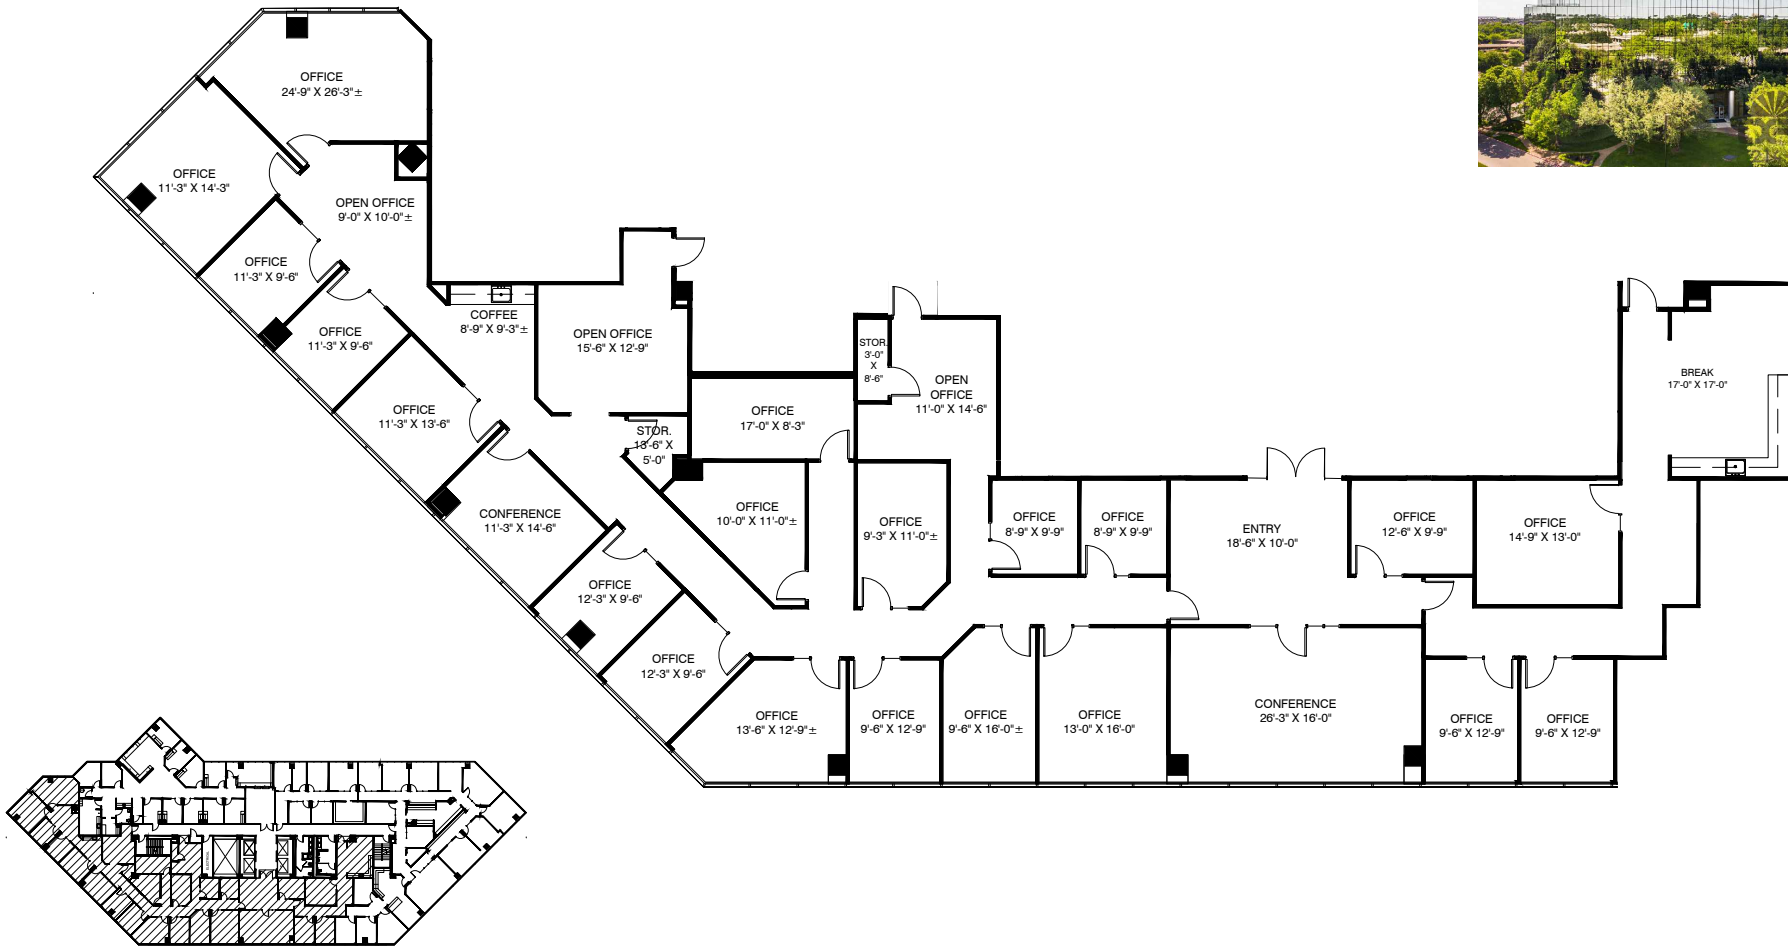 OFFICE
24'-9" X 26'-3"±
OFFICE
11'-3" X 14'-3"
OPEN OFFICE
9'-0" X 10'-0"±
OFFICE
11'-3" X 9'-6"
OFFICE
11'-3" X 9'-6"
COFFEE
8'-9" X 9'-3"±
OPEN OFFICE
15'-6" X 12'-9"
STOR.
3'-0"
X
8'-6"
OPEN
OFFICE
11'-0" X 14'-6"
BREAK
17'-0" X 17'-0"
OFFICE
11'-3" X 13'-6"
STOR.
13'-6" X
5'-0"
OFFICE
17'-0" X 8'-3"
CONFERENCE
11'-3" X 14'-6"
OFFICE
10'-0" X 11'-0"±
OFFICE
9'-3" X 11'-0"±
OFFICE
8'-9" X 9'-9"
OFFICE
8'-9" X 9'-9"
ENTRY
18'-6" X 10'-0"
OFFICE
12'-6" X 9'-9"
OFFICE
14'-9" X 13'-0"
OFFICE
12'-3" X 9'-6"
OFFICE
12'-3" X 9'-6"
OFFICE
13'-6" X 12'-9"±
OFFICE
9'-6" X 12'-9"
OFFICE
9'-6" X 16'-0"±
OFFICE
13'-0" X 16'-0"
CONFERENCE
26'-3" X 16'-0"
OFFICE
9'-6" X 12'-9"
OFFICE
9'-6" X 12'-9"